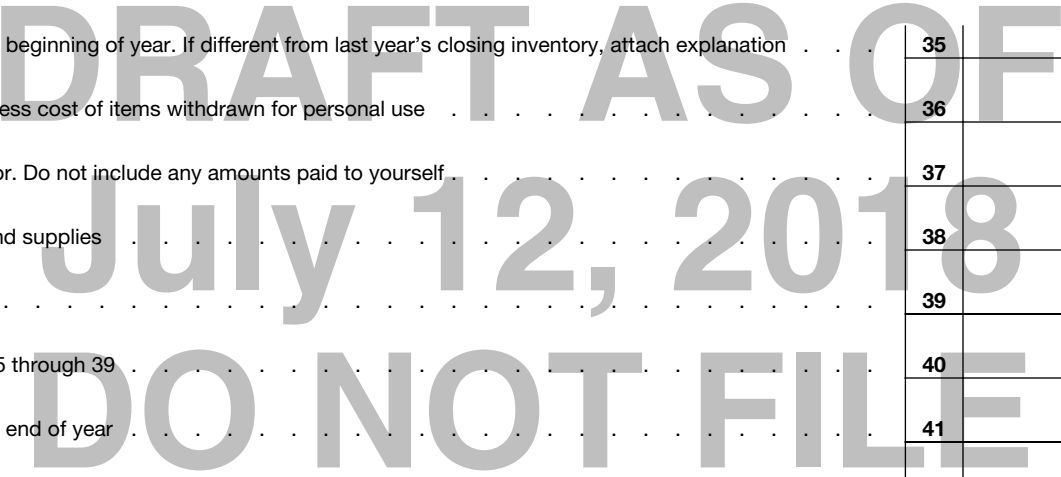 DRAFT AS OF
beginning of year. If different from last year's closing inventory, attach explanation . . . 35
less cost of items withdrawn for personal use . . . . . . . . . . . . . . 36
or. Do not include any amounts paid to yourself . . . . . . . . . . . . . . 37
July 12, 2018
nd supplies . . . . . . . . . . . . . . . . . . . . . . . . 38
. . . . . . . . . . . . . . . . . . . . . . . . . . . . 39
5 through 39 . . . . . . . . . . . . . . . . . . . . . . . . 40
DO NOT FILE
end of year . . . . . . . . . . . . . . . . . . . . . . . . 41